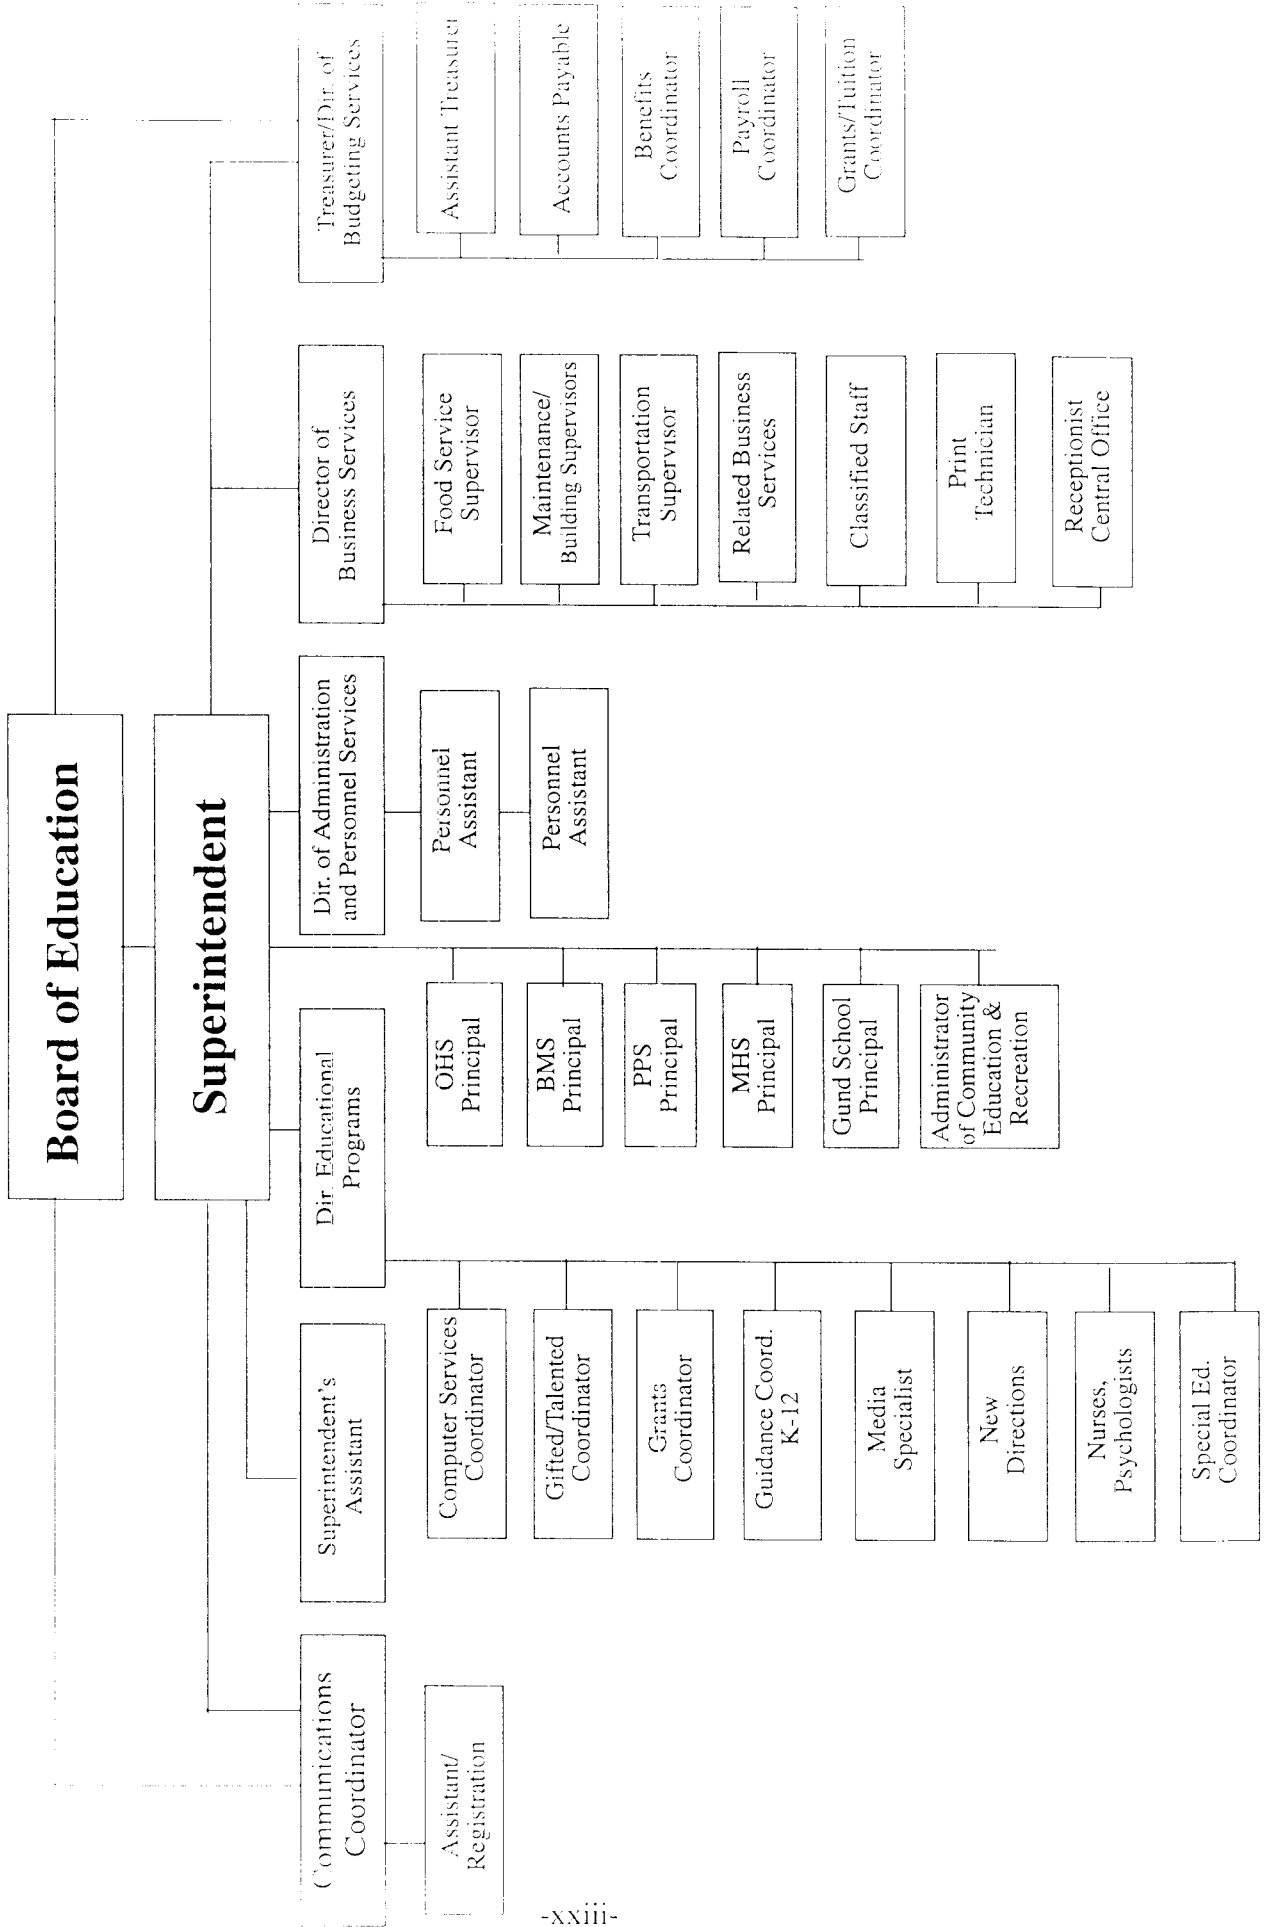 Board of Education
Superintendent
Communications
Coordinator
Assistant/
Registration
Superintendent's
Assistant
Dir. Educational
Programs
Computer Services
Coordinator
Gifted/Talented
Coordinator
Grants
Coordinator
Guidance Coord.
K-12
Media
Specialist
New
Directions
Nurses,
Psychologists
Special Ed.
Coordinator
OHS
Principal
BMS
Principal
PPS
Principal
MHS
Principal
Gund School
Principal
Administrator
of Community
Education &
Recreation
Dir. of Administration
and Personnel Services
Personnel
Assistant
Personnel
Assistant
Director of
Business Services
Food Service
Supervisor
Maintenance/
Building Supervisors
Transportation
Supervisor
Related Business
Services
Classified Staff
Print
Technician
Receptionist
Central Office
Treasurer/Dir. of
Budgeting Services
Assistant Treasurer
Accounts Payable
Benefits
Coordinator
Payroll
Coordinator
Grants/Tuition
Coordinator
-xxiii-